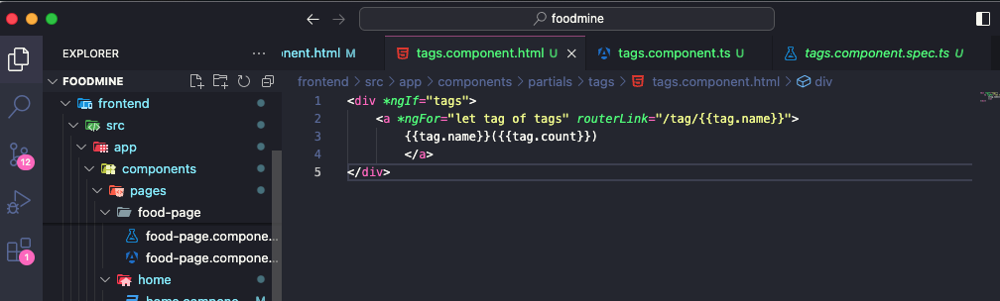 foodmine
EXPLORER ...
onent.html M
tags.component.html U
tags.component.ts U
tags.component.spec.ts U
FOODMINE
frontend > src > app > components > partials > tags > tags.component.html > div
frontend
src
app
components
pages
food-page
food-page.compone...
food-page.compone...
home
home.compone... M
12
1
1 <div *ngIf="tags">
2 <a *ngFor="let tag of tags" routerLink="/tag/{{tag.name}}">
3 {{tag.name}}({{tag.count}})
4 </a>
5 </div>